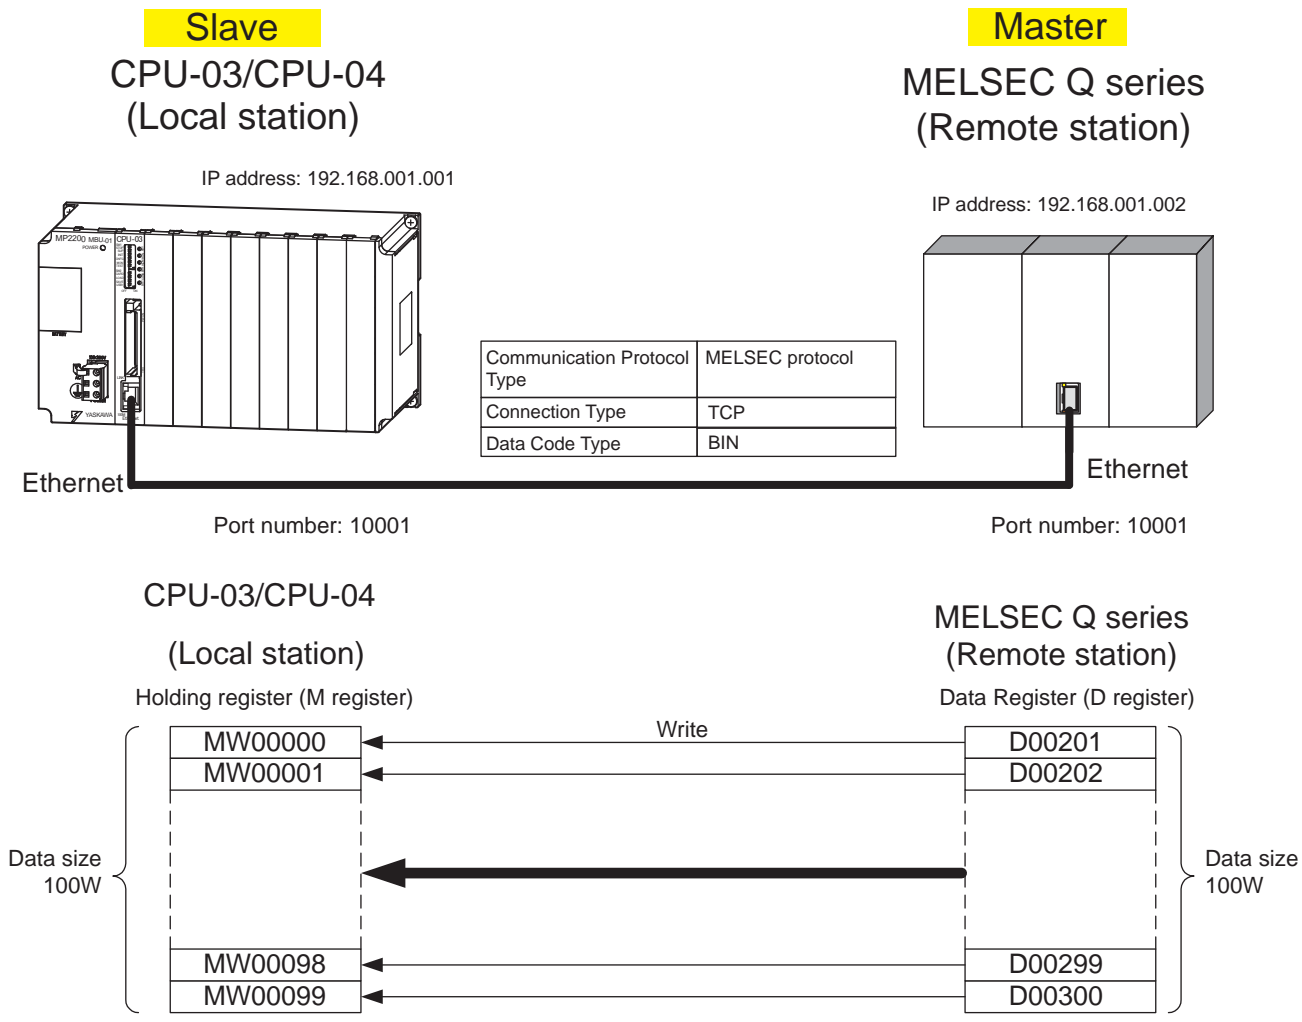 Slave
CPU-03/CPU-04
(Local station)
IP address: 192.168.001.001
Master
MELSEC Q series
(Remote station)
IP address: 192.168.001.002
MP2200 MBU-01
POWER
CPU-03
YASKAWA
Communication Protocol Type MELSEC protocol
Connection Type TCP
Data Code Type BIN
Ethernet
Ethernet
Port number: 10001
Port number: 10001
CPU-03/CPU-04
(Local station)
Holding register (M register)
MELSEC Q series
(Remote station)
Data Register (D register)
Write
MW00000
D00201
MW00001
D00202
Data size
100W
Data size
100W
MW00098
D00299
MW00099
D00300